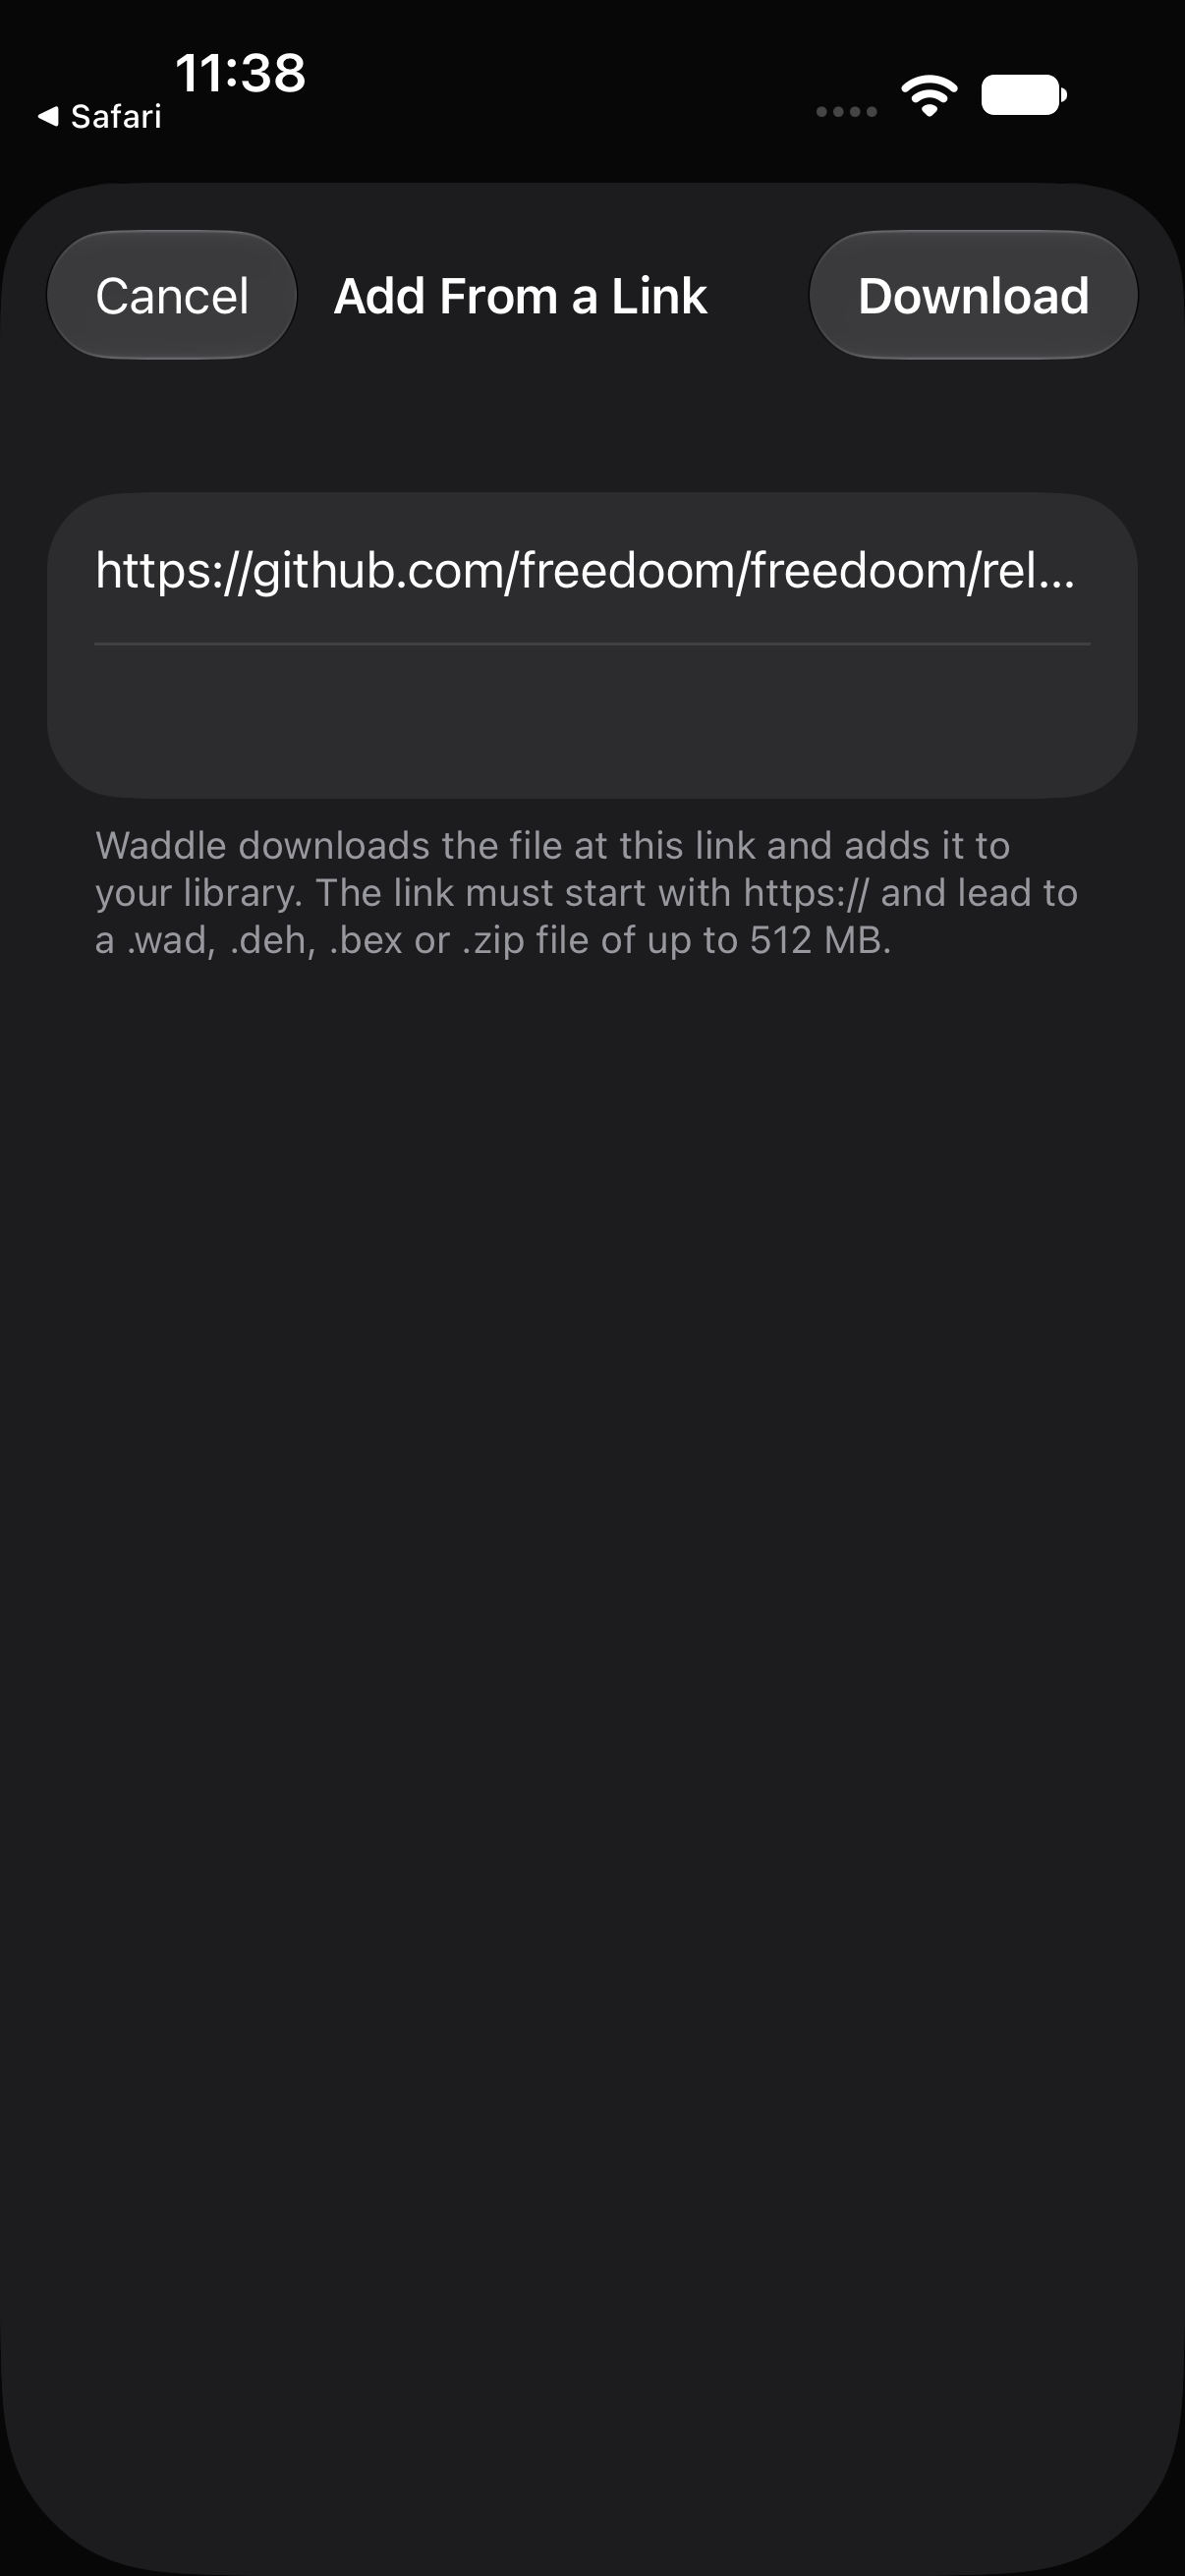 11:38
Safari
Cancel
Add From a Link
Download
https://github.com/freedoom/freedoom/rel...
Waddle downloads the file at this link and adds it to
your library. The link must start with https:// and lead to
a .wad, .deh, .bex or .zip file of up to 512 MB.